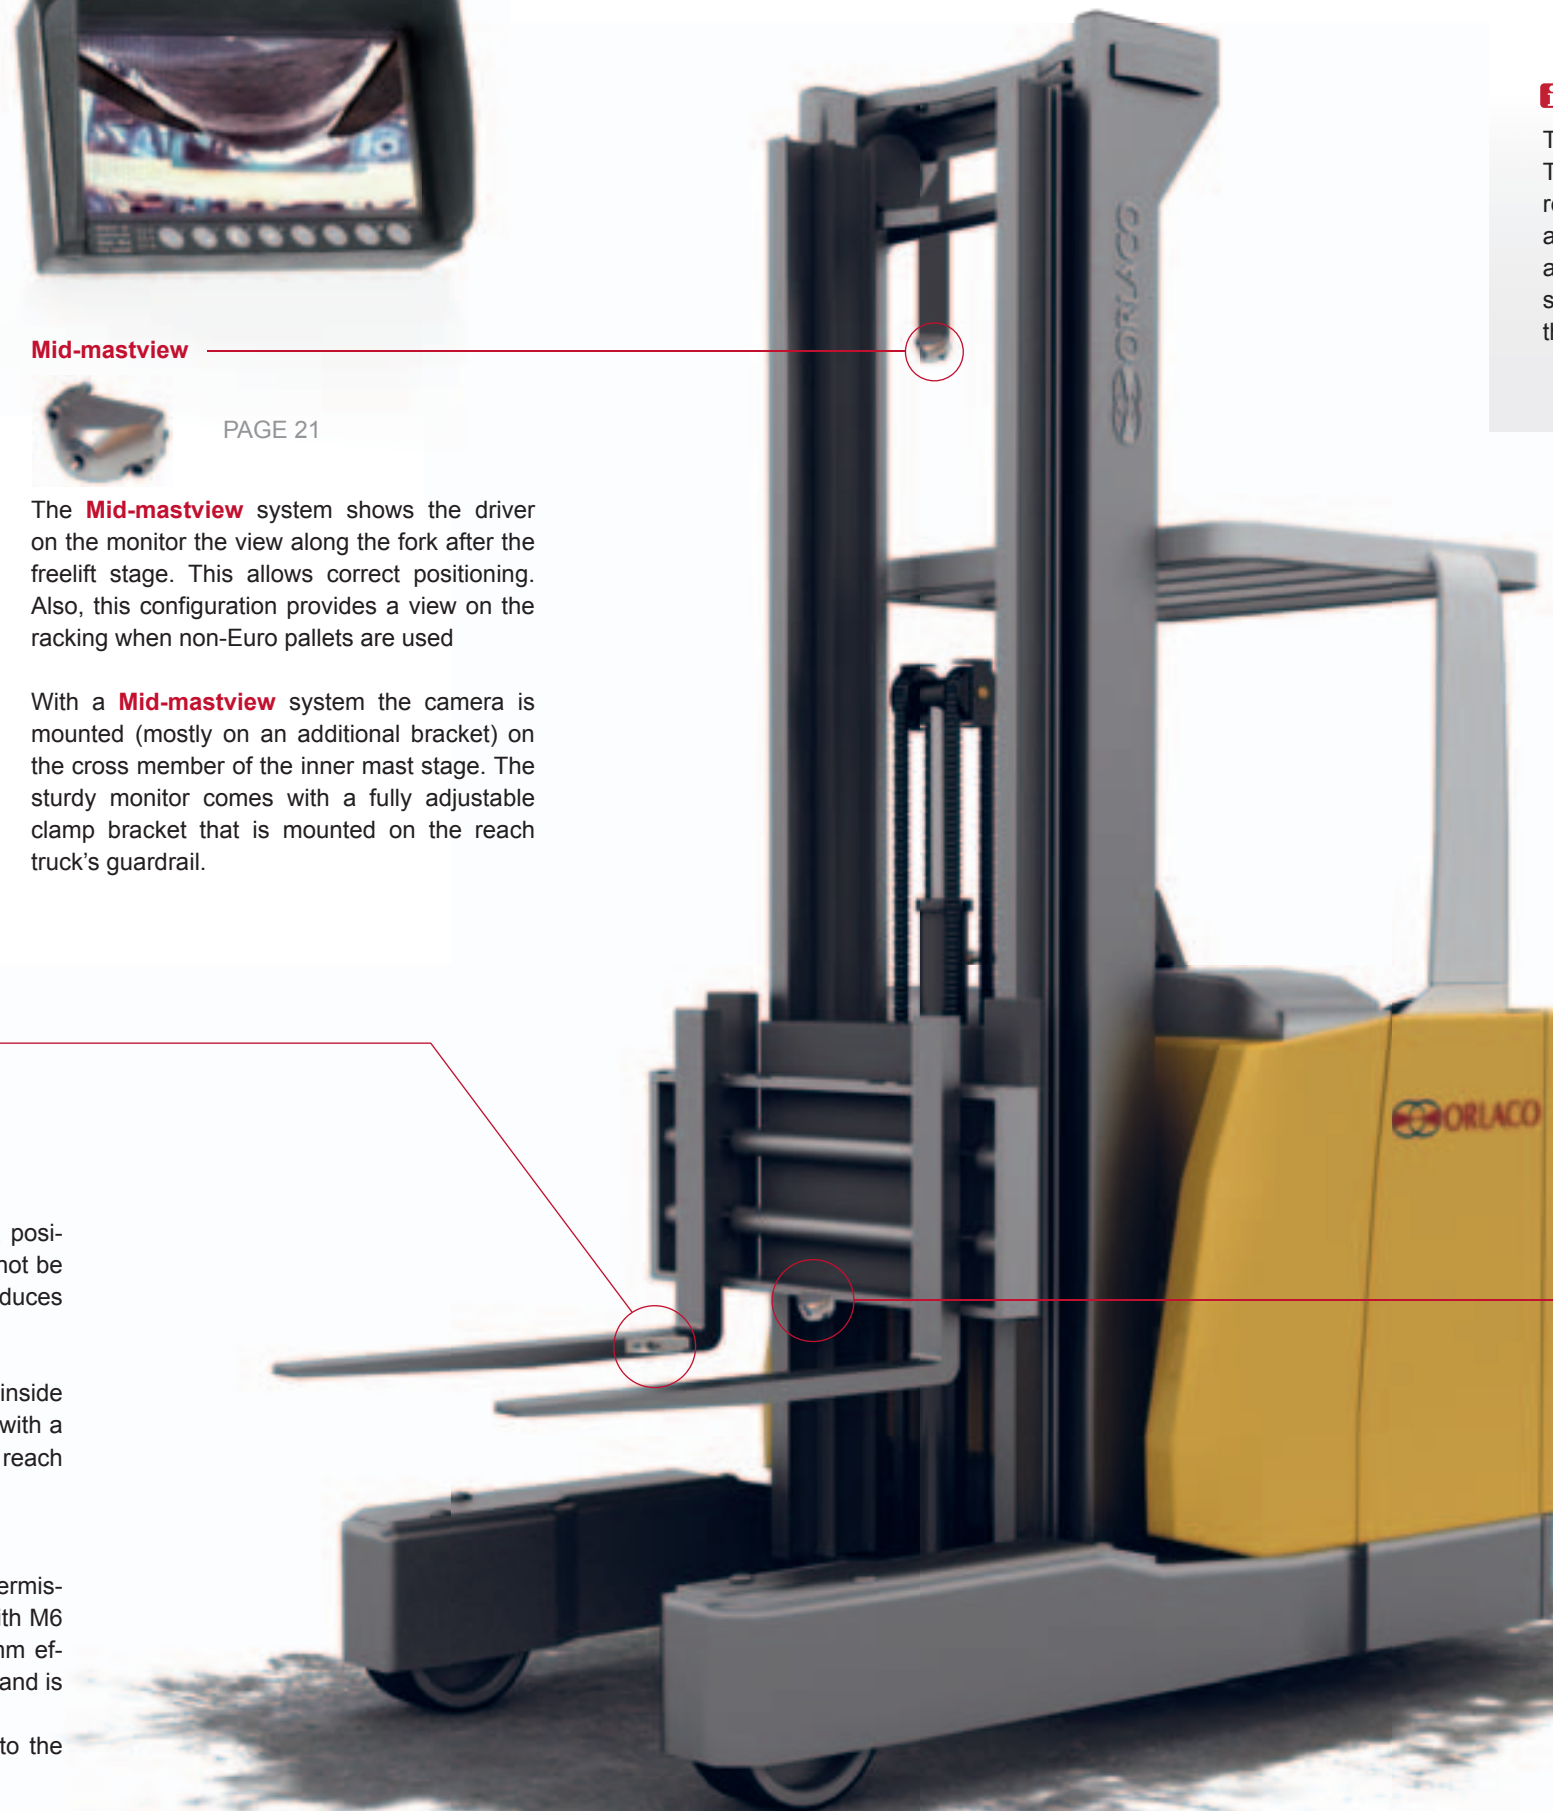 Mid-mastview
PAGE 21
The Mid-mastview system shows the driver
on the monitor the view along the fork after the
freelift stage. This allows correct positioning.
Also, this configuration provides a view on the
racking when non-Euro pallets are used
With a Mid-mastview system the camera is
mounted (mostly on an additional bracket) on
the cross member of the inner mast stage. The
sturdy monitor comes with a fully adjustable
clamp bracket that is mounted on the reach
truck’s guardrail.
posi-
not be
duces
inside
with a
reach
ermis-
ith M6
nm ef-
and is
to the
ORLACO
ORLACO